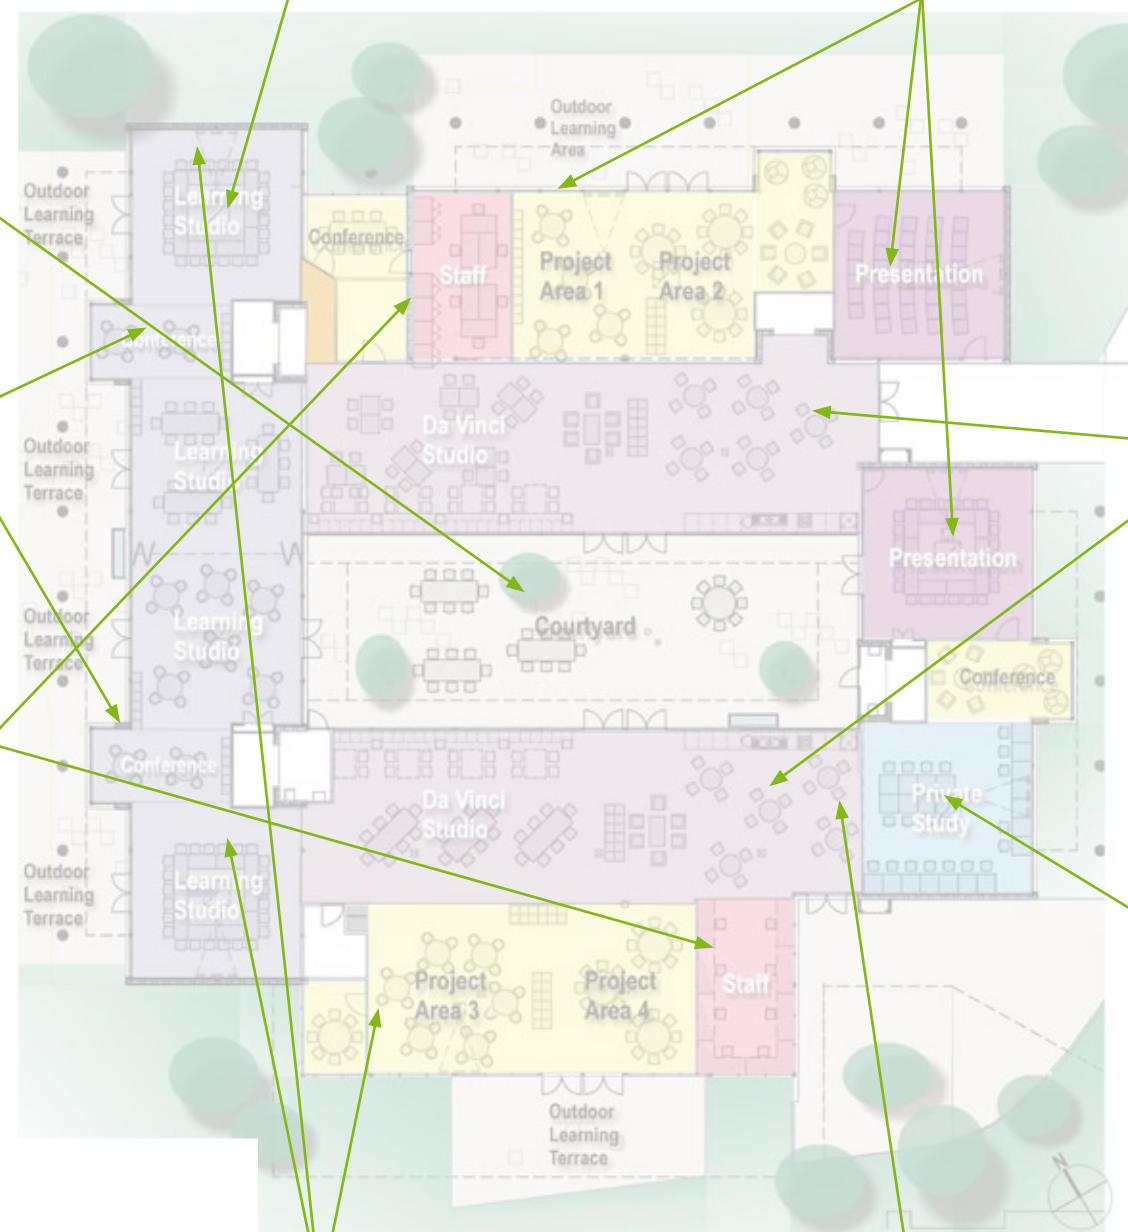 Outdoor
Learning
Area
Outdoor
Learning
Terrace
Learning
Studio
Conference
Staff
Project
Area 1
Project
Area 2
Presentation
Conference
Outdoor
Learning
Terrace
Learning
Studio
Da Vinci
Studio
Presentation
Outdoor
Learning
Terrace
Learning
Studio
Courtyard
Conference
Conference
Da Vinci
Studio
Private
Study
Outdoor
Learning
Terrace
Learning
Studio
Project
Area 3
Project
Area 4
Staff
Outdoor
Learning
Terrace
N